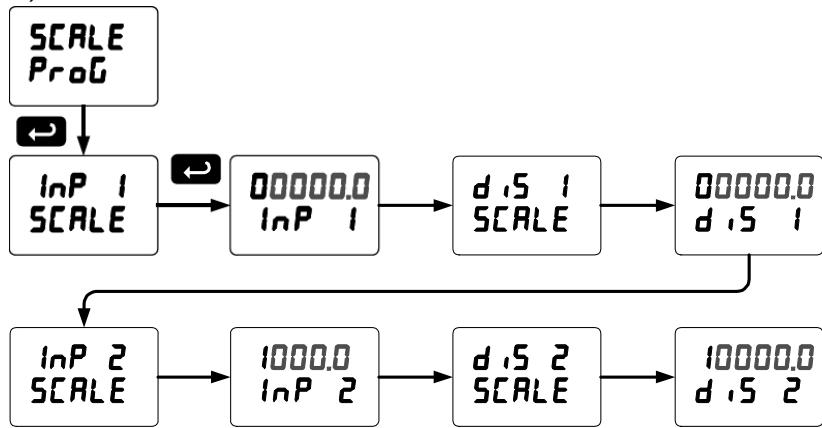 SCALE
ProG
InP 1
SCALE
00000.0
InP 1
diS 1
SCALE
00000.0
diS 1
InP 2
SCALE
1000.0
InP 2
diS 2
SCALE
10000.0
diS 2